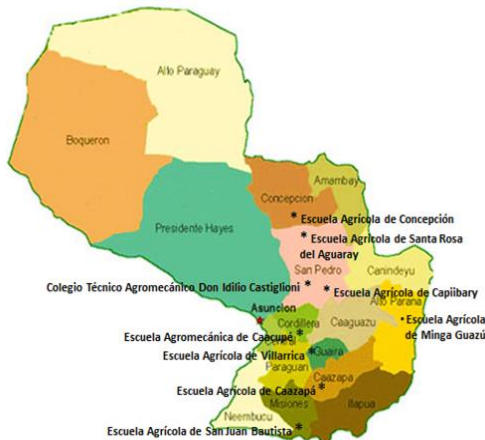 Alto Paraguay
Boqueron
Amambay
Concepcion
* Escuela Agrícola de Concepción
Presidente Hayes
* Escuela Agrícola de Santa Rosa
del Aguaray
San Pedro
Canindeyu
Colegio Técnico Agromecánico Don Idilio Castiglioni *
* Escuela Agrícola de Capiibary
Alto Parana
Asuncion
Cordillera
Caaguazu
• Escuela Agrícola
de Minga Guazú
Escuela Agromecánica de Caacupé *
Central
Escuela Agrícola de Villarrica *
Guaira
Paraguari
Caazapa
Escuela Agrícola de Caazapá *
Misiones
Itapua
Neembucu
Escuela Agrícola de San Juan Bautista *